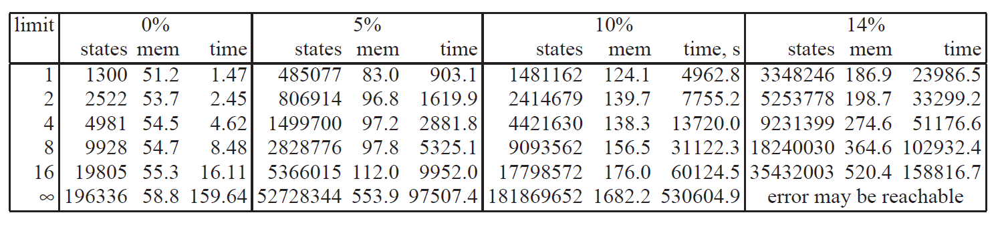 limit 0% 5% 10% 14%
states mem time states mem time states mem time, s states mem time
1 1300 51.2 1.47 485077 83.0 903.1 1481162 124.1 4962.8 3348246 186.9 23986.5
2 2522 53.7 2.45 806914 96.8 1619.9 2414679 139.7 7755.2 5253778 198.7 33299.2
4 4981 54.5 4.62 1499700 97.2 2881.8 4421630 138.3 13720.0 9231399 274.6 51176.6
8 9928 54.7 8.48 2828776 97.8 5325.1 9093562 156.5 31122.3 18240030 364.6 102932.4
16 19805 55.3 16.11 5366015 112.0 9952.0 17798572 176.0 60124.5 35432003 520.4 158816.7
∞ 196336 58.8 159.64 52728344 553.9 97507.4 181869652 1682.2 530604.9 error may be reachable